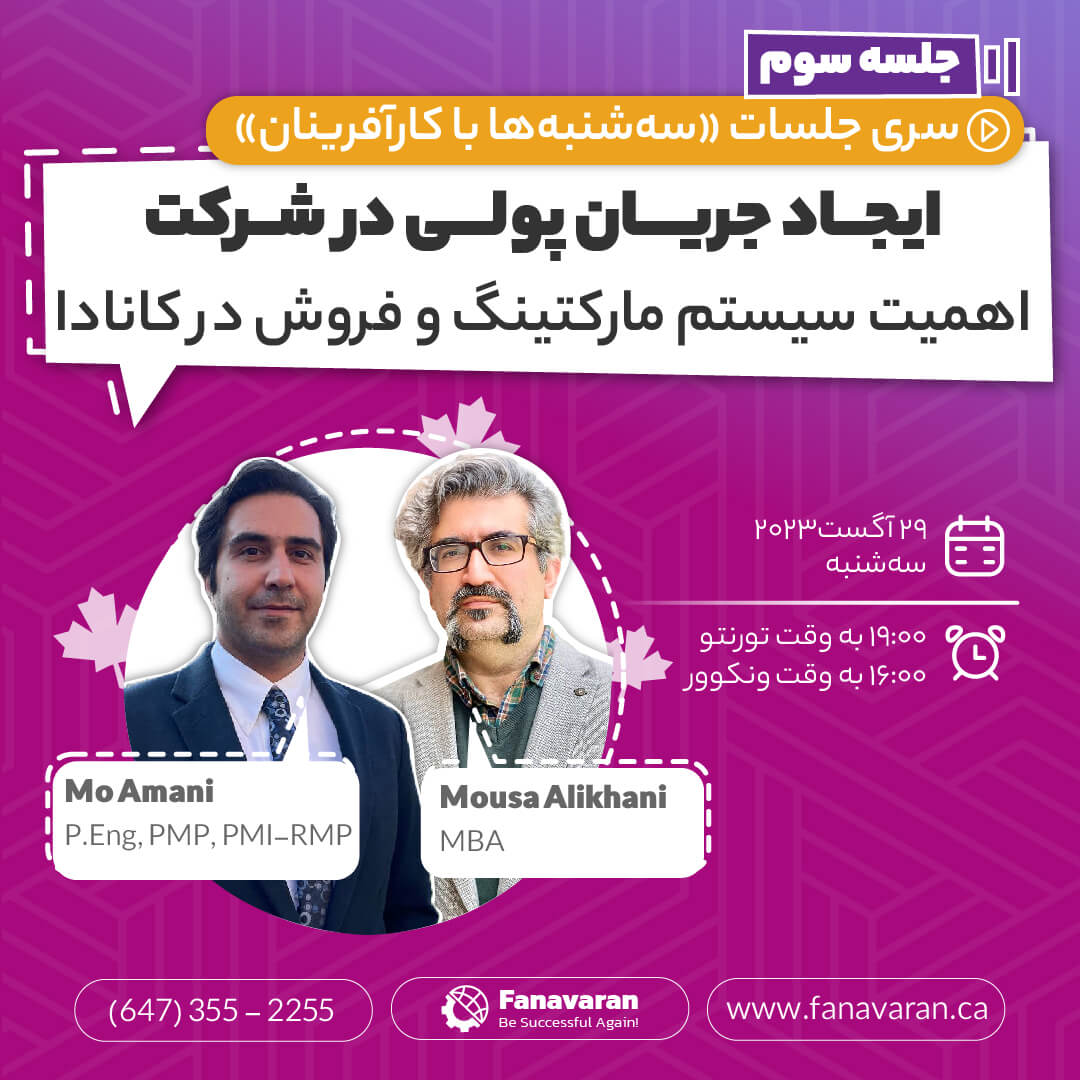 جلسه سوم
سری جلسات «سه‌شنبه‌ها با کارآفرینان»
ایجاد جریان پولی در شرکت
اهمیت سیستم مارکتینگ و فروش در کانادا
۲۹ آگست ۲۰۲۳
سه‌شنبه
۱۹:۰۰ به وقت تورنتو
۱۶:۰۰ به وقت ونکوور
Mo Amani
P.Eng, PMP, PMI-RMP
Mousa Alikhani
MBA
(647) 355 - 2255
Fanavaran
Be Successful Again!
www.fanavaran.ca